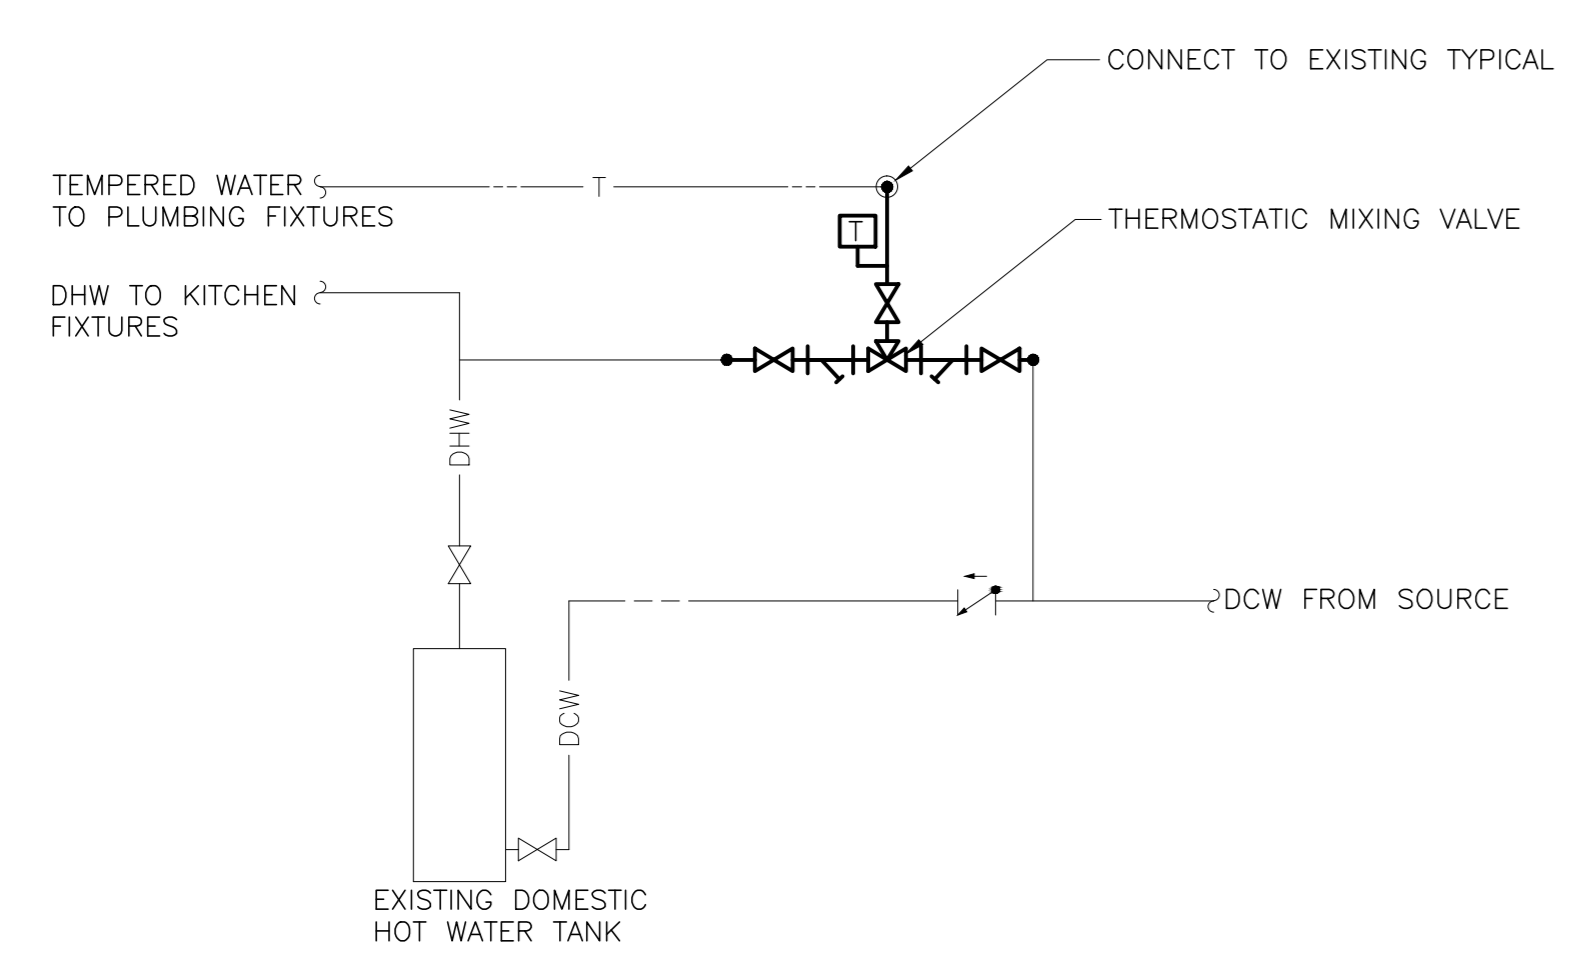 CONNECT TO EXISTING TYPICAL
TEMPERED WATER
TO PLUMBING FIXTURES
T
T
THERMOSTATIC MIXING VALVE
DHW TO KITCHEN
FIXTURES
DHW
DCW FROM SOURCE
DCW
EXISTING DOMESTIC
HOT WATER TANK